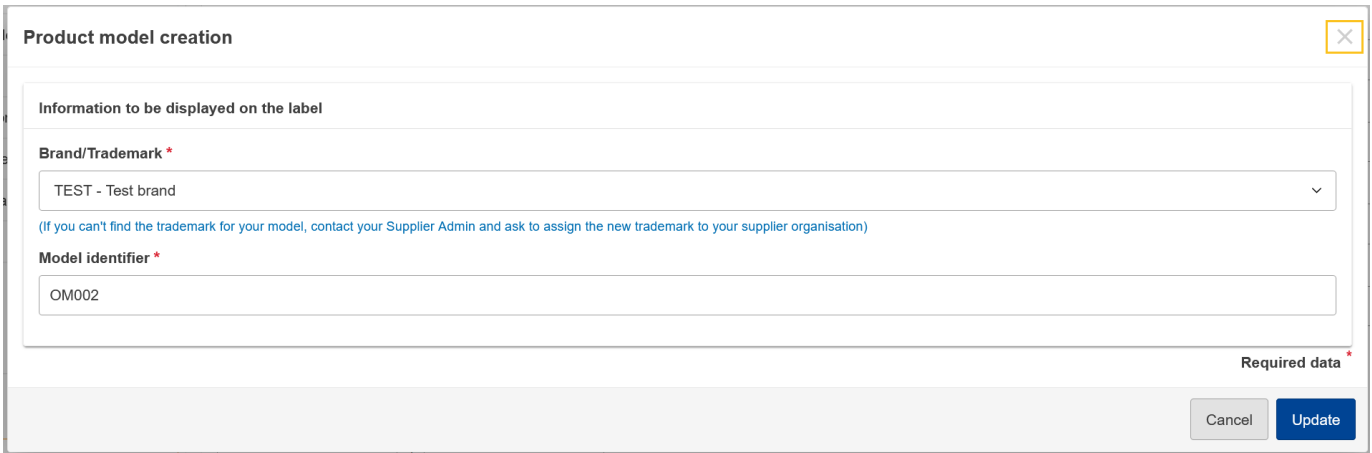 Product model creation
Information to be displayed on the label
Brand/Trademark *
TEST - Test brand
(If you can't find the trademark for your model, contact your Supplier Admin and ask to assign the new trademark to your supplier organisation)
Model identifier *
OM002
Required data *
Cancel
Update